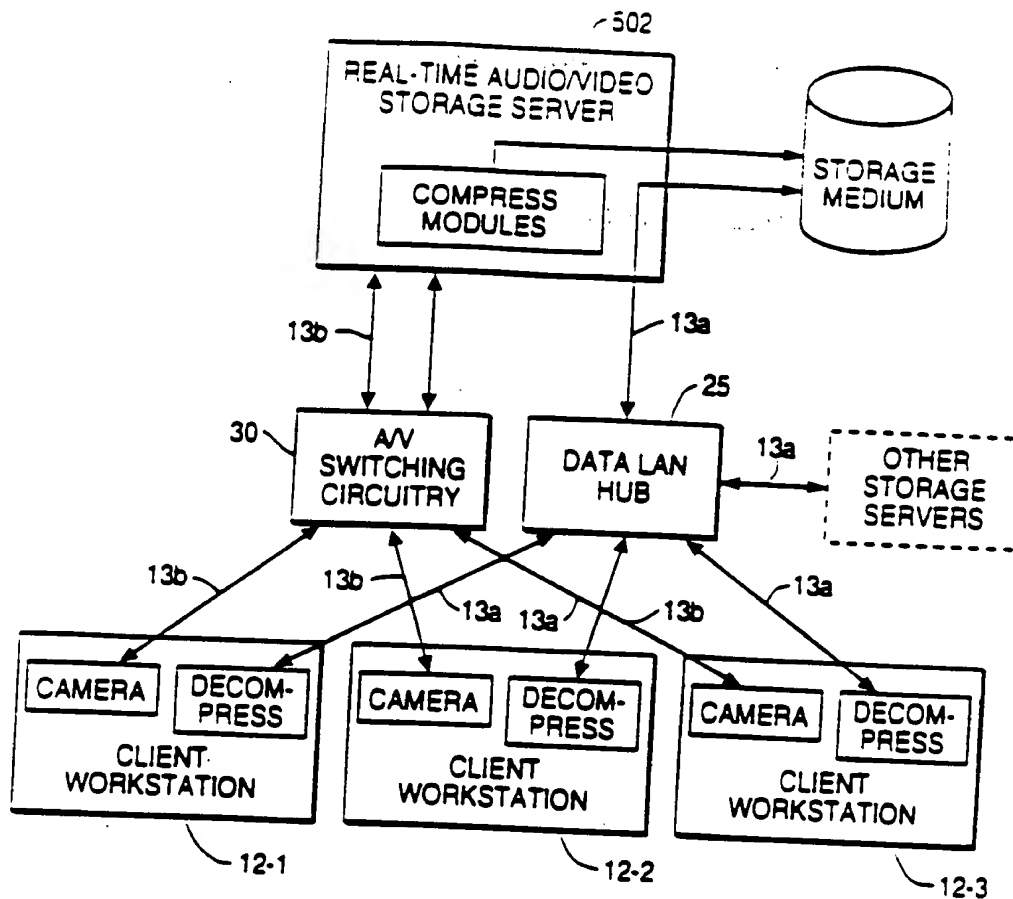 502
REAL-TIME AUDIO/VIDEO
STORAGE SERVER
COMPRESS
MODULES
STORAGE
MEDIUM
13b
13a
25
30
A/V
SWITCHING
CIRCUITRY
DATA LAN
HUB
13a
OTHER
STORAGE
SERVERS
13b
13b
13a
13a
13b
13a
CAMERA
DECOM-
PRESS
CLIENT
WORKSTATION
CAMERA
DECOM-
PRESS
CLIENT
WORKSTATION
CAMERA
DECOM-
PRESS
CLIENT
WORKSTATION
12-1
12-2
12-3